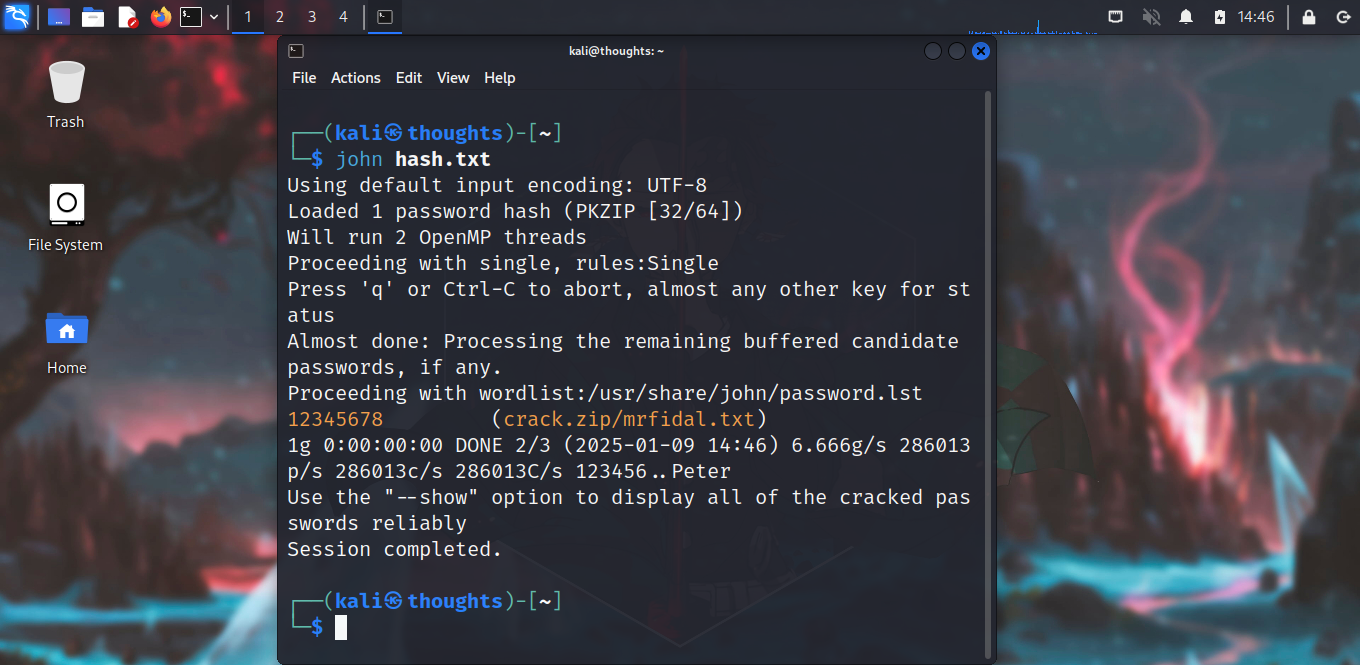 1 2 3 4
14:46
kali@thoughts: ~
File Actions Edit View Help
Trash
File System
Home
┌──(kali㉿thoughts)-[~]
└─$ john hash.txt
Using default input encoding: UTF-8
Loaded 1 password hash (PKZIP [32/64])
Will run 2 OpenMP threads
Proceeding with single, rules:Single
Press 'q' or Ctrl-C to abort, almost any other key for st
atus
Almost done: Processing the remaining buffered candidate
passwords, if any.
Proceeding with wordlist:/usr/share/john/password.lst
12345678 (crack.zip/mrfidal.txt)
1g 0:00:00:00 DONE 2/3 (2025-01-09 14:46) 6.666g/s 286013
p/s 286013c/s 286013C/s 123456..Peter
Use the "--show" option to display all of the cracked pas
swords reliably
Session completed.
┌──(kali㉿thoughts)-[~]
└─$